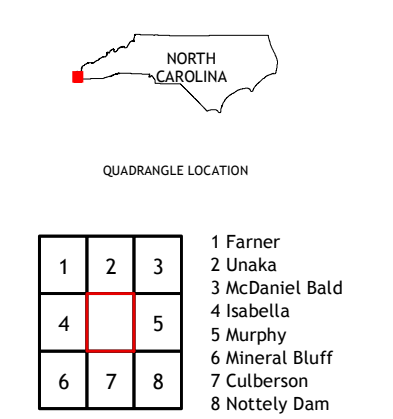 NORTH
CAROLINA
QUADRANGLE LOCATION
1 2 3
4 5
6 7 8
1 Farner
2 Unaka
3 McDaniel Bald
4 Isabella
5 Murphy
6 Mineral Bluff
7 Culberson
8 Nottely Dam